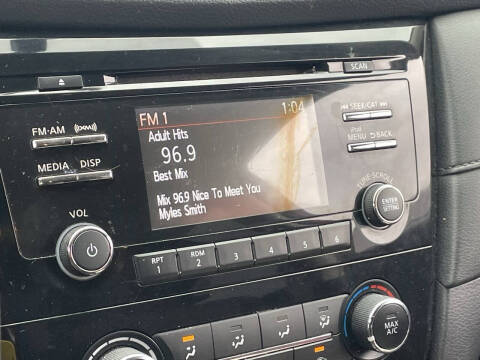 SCAN
FM 1 1:04
FM·AM
Adult Hits
SEEK·CAT
96.9
iPod
MENU BACK
MEDIA DISP
Best Mix
Mix 96.9 Nice To Meet You
Myles Smith
TUNE·SCROLL
ENTER
SETTING
VOL
RPT RDM
1 2 3 4 5 6
MAX
A/C